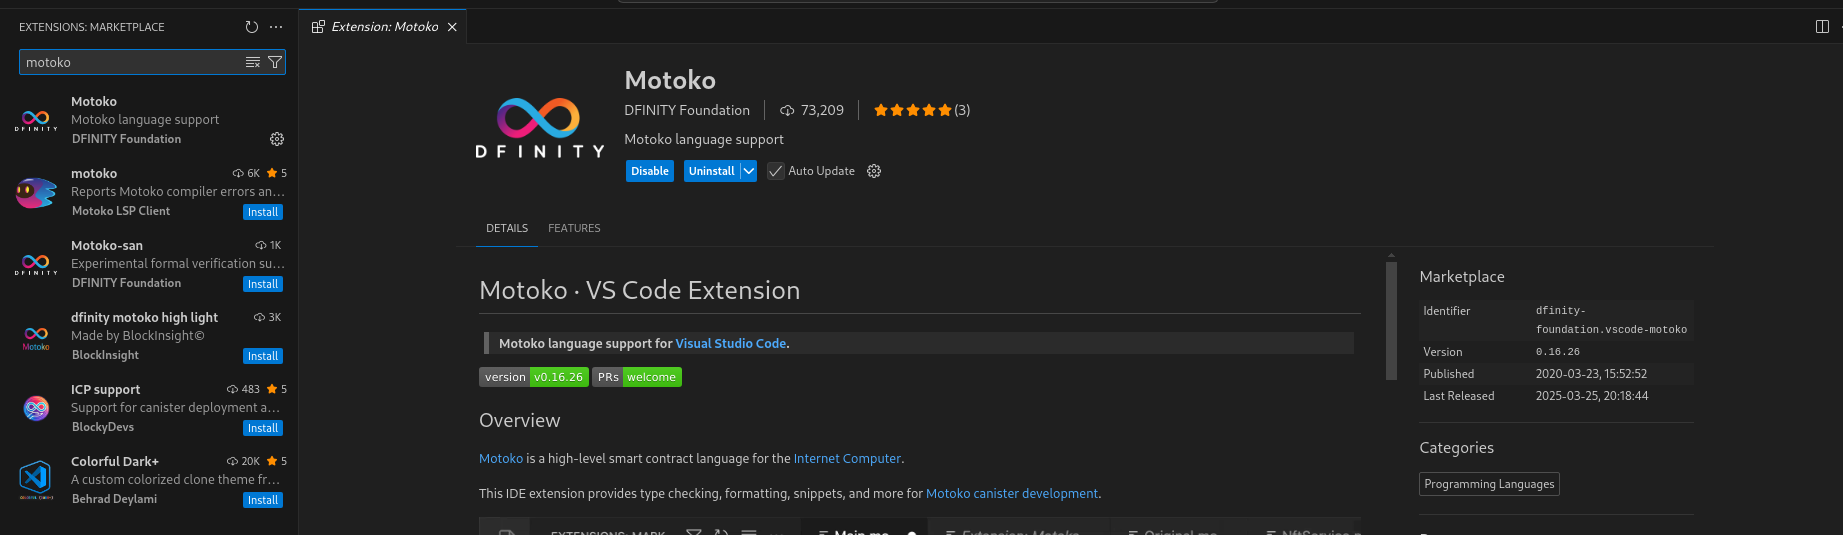 EXTENSIONS: MARKETPLACE
motoko
Motoko
Motoko language support
DFINITY Foundation
DFINITY
motoko
6K 5
Reports Motoko compiler errors an...
Motoko LSP Client
Install
Motoko-san
1K
Experimental formal verification su...
DFINITY Foundation
Install
DFINITY
dfinity motoko high light
3K
Made by BlockInsight©
BlockInsight
Install
Motoko
ICP support
483 5
Support for canister deployment a...
BlockyDevs
Install
Colorful Dark+
20K 5
A custom colorized clone theme fr...
Behrad Deylami
Install
Extension: Motoko
DFINITY
Motoko
DFINITY Foundation 73,209 (3)
Motoko language support
Disable Uninstall Auto Update
DETAILS FEATURES
Motoko · VS Code Extension
Motoko language support for Visual Studio Code.
version v0.16.26 PRs welcome
Overview
Motoko is a high-level smart contract language for the Internet Computer.
This IDE extension provides type checking, formatting, snippets, and more for Motoko canister development.
Marketplace
Identifier dfinity-
foundation.vscode-motoko
Version 0.16.26
Published 2020-03-23, 15:52:52
Last Released 2025-03-25, 20:18:44
Categories
Programming Languages